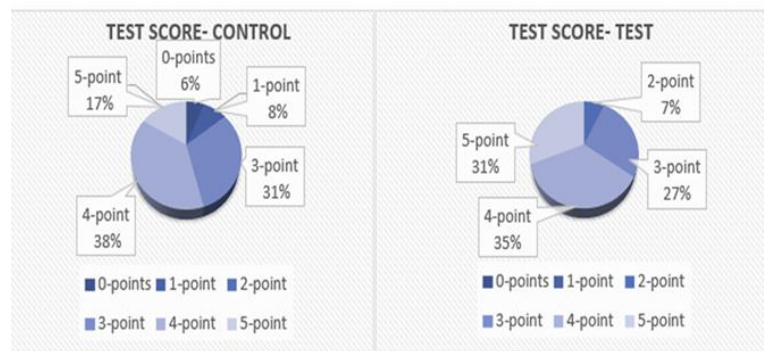 TEST SCORE- CONTROL
0-points
6%
5-point
17%
1-point
8%
3-point
31%
4-point
38%
0-points 1-point 2-point
3-point 4-point 5-point
TEST SCORE- TEST
2-point
7%
5-point
31%
3-point
27%
4-point
35%
0-points 1-point 2-point
3-point 4-point 5-point